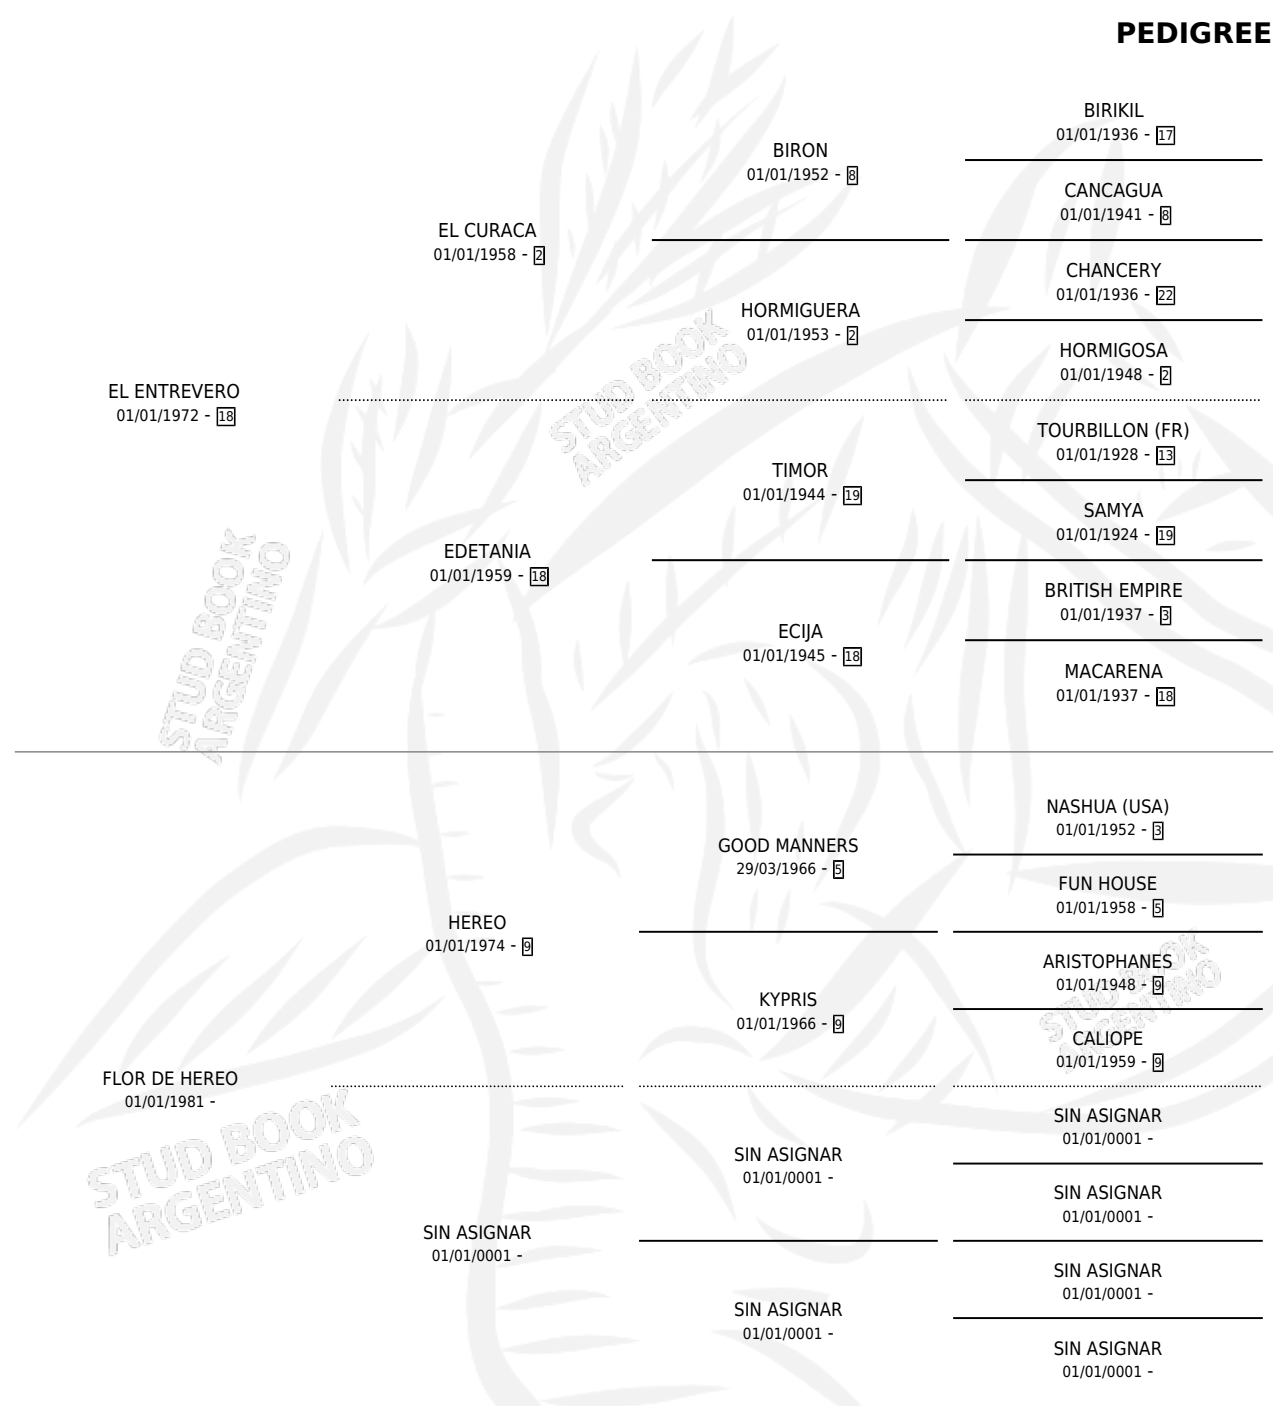 PEDIGREE
BIRIKIL
01/01/1936 - 17
BIRON
01/01/1952 - 8
CANCAGUA
01/01/1941 - 8
EL CURACA
01/01/1958 - 2
CHANCERY
01/01/1936 - 22
HORMIGUERA
01/01/1953 - 2
HORMIGOSA
01/01/1948 - 2
EL ENTREVERO
01/01/1972 - 18
STUD BOOK
ARGENTINO
TOURBILLON (FR)
01/01/1928 - 13
TIMOR
01/01/1944 - 19
SAMYA
01/01/1924 - 19
EDETANIA
01/01/1959 - 18
BRITISH EMPIRE
01/01/1937 - 3
ECIJA
01/01/1945 - 18
MACARENA
01/01/1937 - 18
STUD BOOK
ARGENTINO
NASHUA (USA)
01/01/1952 - 3
GOOD MANNERS
29/03/1966 - 5
FUN HOUSE
01/01/1958 - 5
HEREO
01/01/1974 - 9
ARISTOPHANES
01/01/1948 - 9
KYPRIS
01/01/1966 - 9
CALIOPE
01/01/1959 - 9
STUD BOOK
ARGENTINO
FLOR DE HEREO
01/01/1981 -
SIN ASIGNAR
01/01/0001 -
SIN ASIGNAR
01/01/0001 -
SIN ASIGNAR
01/01/0001 -
STUD BOOK
ARGENTINO
SIN ASIGNAR
01/01/0001 -
SIN ASIGNAR
01/01/0001 -
SIN ASIGNAR
01/01/0001 -
SIN ASIGNAR
01/01/0001 -